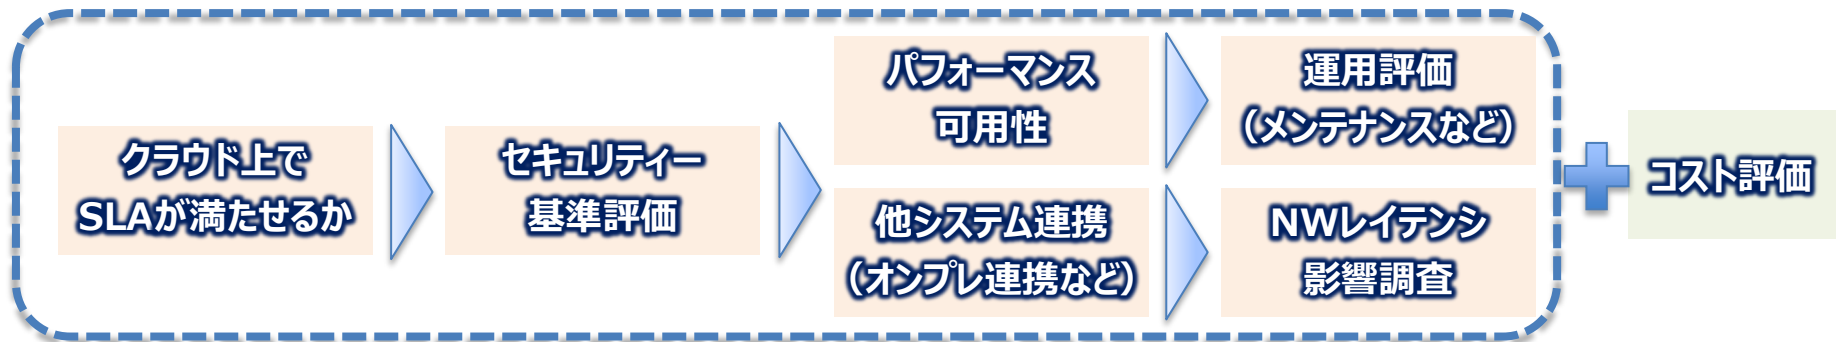 クラウド上で
SLAが満たせるか
セキュリティー
基準評価
パフォーマンス
可用性
運用評価
（メンテナンスなど）
他システム連携
（オンプレ連携など）
NWレイテンシ
影響調査
コスト評価